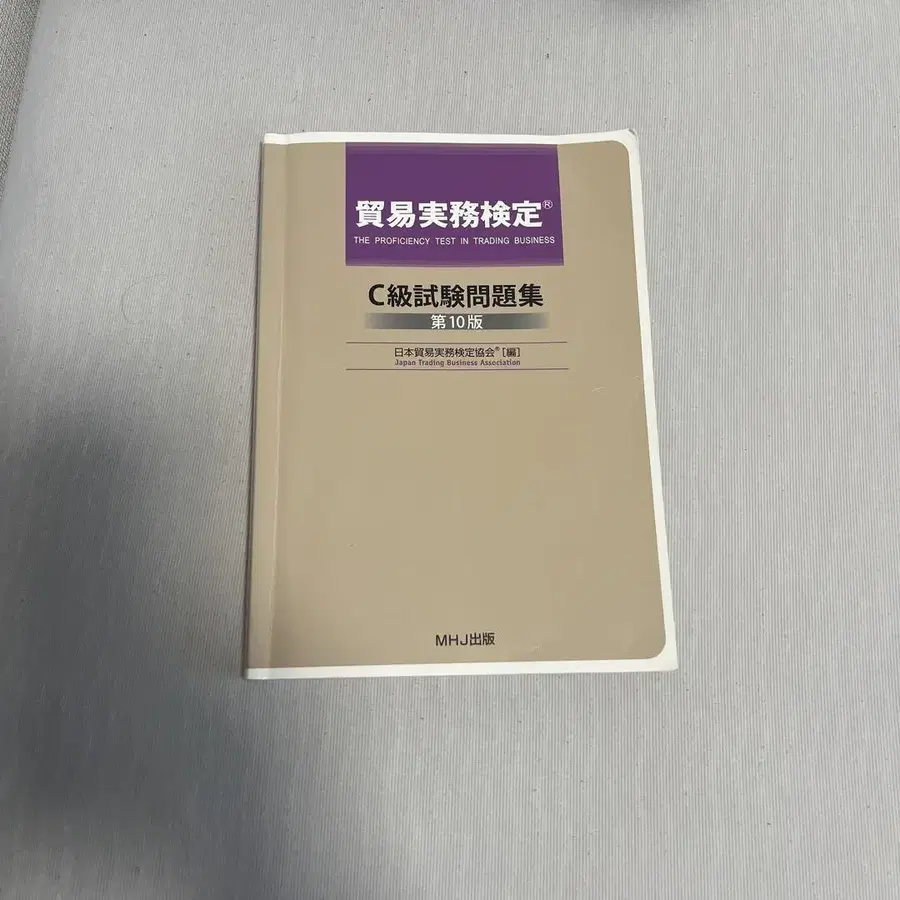 貿易実務検定®
THE PROFICIENCY TEST IN TRADING BUSINESS
C級試験問題集
第10版
日本貿易実務検定協会®[編]
Japan Trading Business Association
MHJ出版